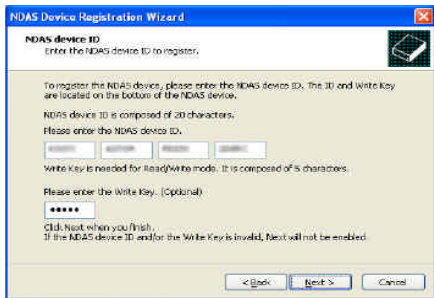 NDAS Device Registration Wizard
NDAS device ID
Enter the NDAS device ID to register.
To register the NDAS device, please enter the NDAS device ID. The ID and Write Key
are located on the bottom of the NDAS device.
NDAS device ID is composed of 20 characters.
Please enter the NDAS device ID.
Write Key is needed for Read/Write mode. It is composed of 5 characters.
Please enter the Write Key. (Optional)
Click Next when you finish.
If the NDAS device ID and/or the Write Key is invalid, Next will not be enabled.
< Back Next > Cancel